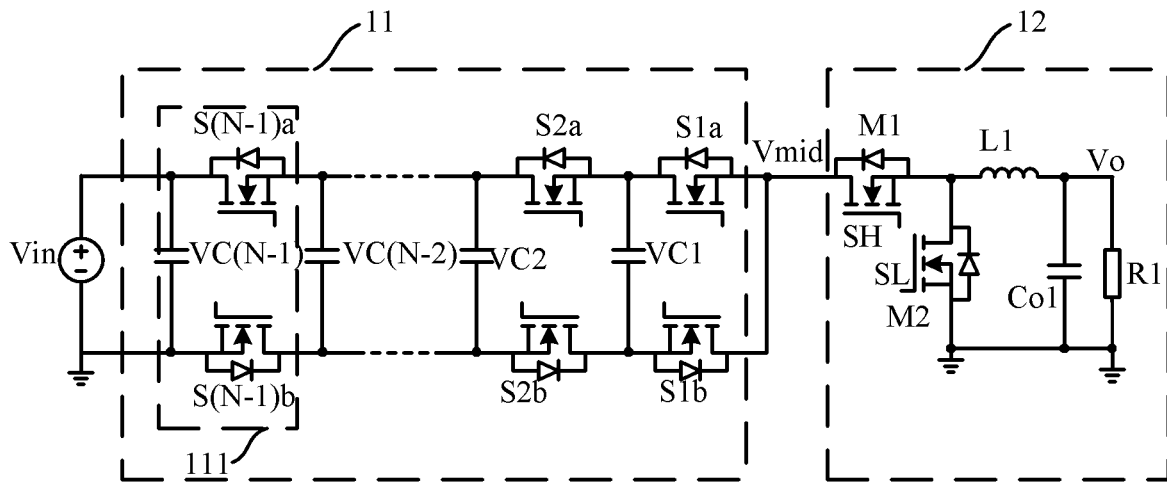 11
12
S(N-1)a
S2a
S1a
Vmid
M1
L1
Vo
Vin
+
-
VC(N-1)
VC(N-2)
VC2
VC1
SH
SL
M2
Co1
R1
S(N-1)b
S2b
S1b
111